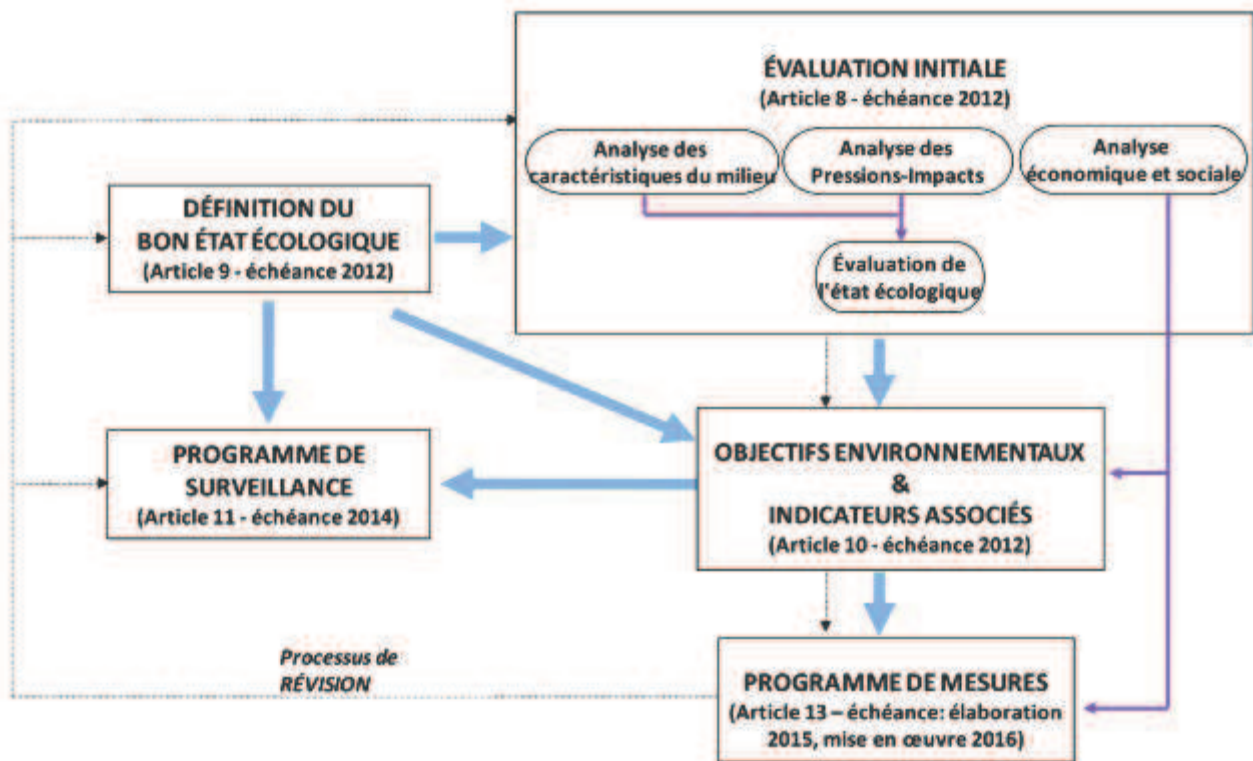 ÉVALUATION INITIALE
(Article 8 - échéance 2012)
Analyse des
caractéristiques du milieu
Analyse des
Pressions-Impacts
Analyse
économique et sociale
Évaluation de
l'état écologique
DÉFINITION DU
BON ÉTAT ÉCOLOGIQUE
(Article 9 - échéance 2012)
PROGRAMME DE
SURVEILLANCE
(Article 11 - échéance 2014)
OBJECTIFS ENVIRONNEMENTAUX
&
INDICATEURS ASSOCIÉS
(Article 10 - échéance 2012)
Processus de
RÉVISION
PROGRAMME DE MESURES
(Article 13 – échéance: élaboration
2015, mise en œuvre 2016)